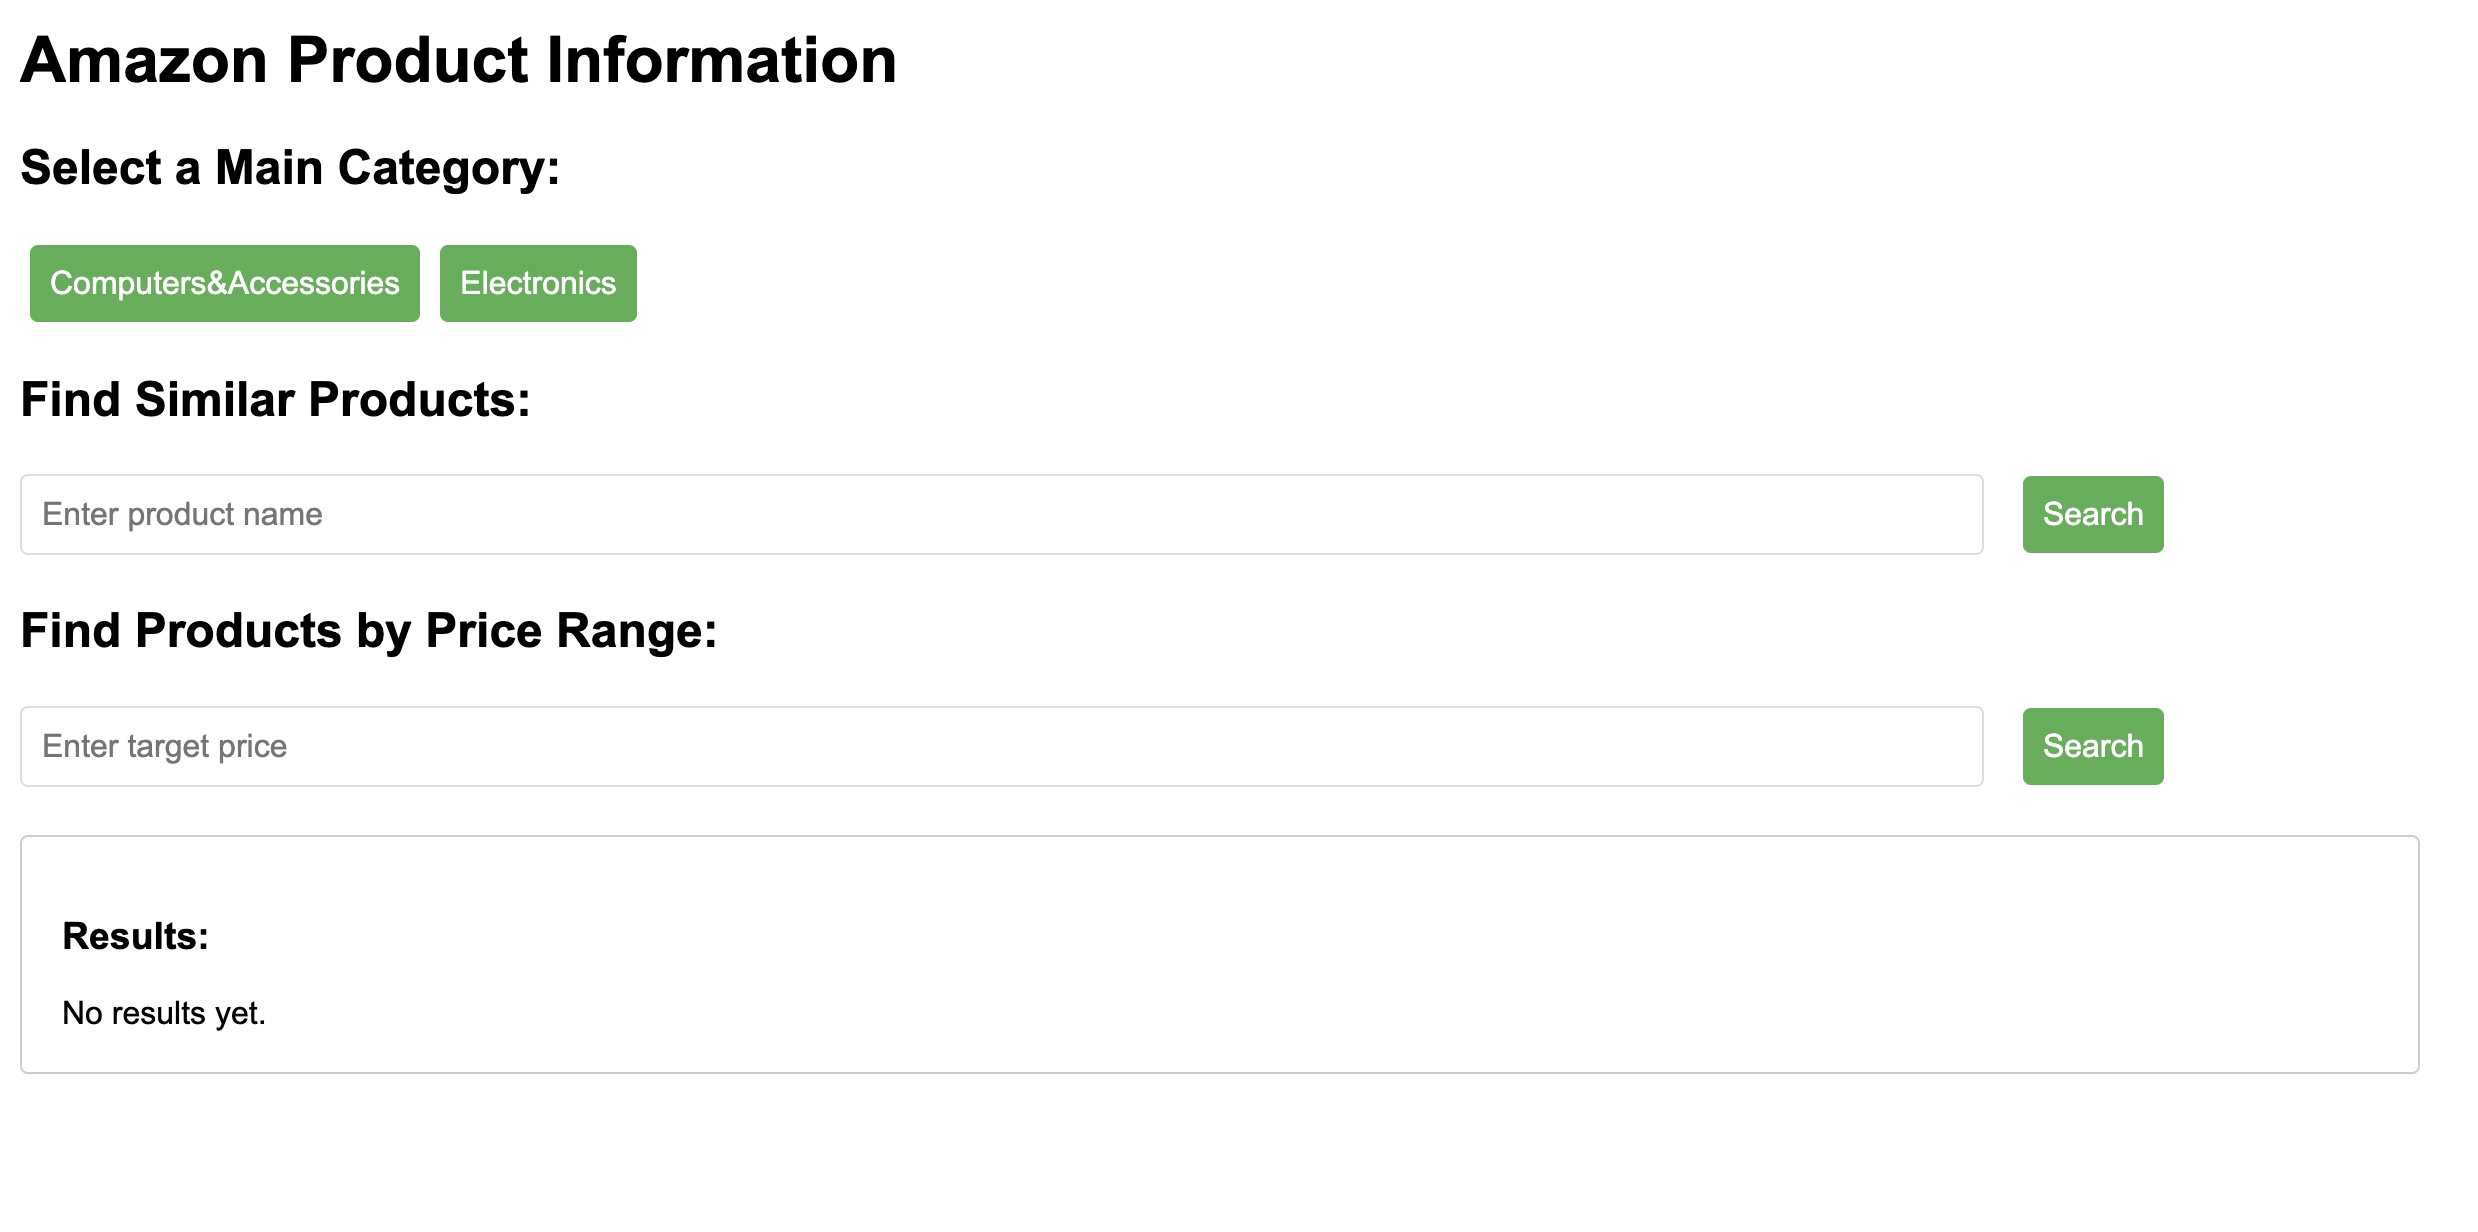 Amazon Product Information
Select a Main Category:
Computers&Accessories Electronics
Find Similar Products:
Enter product name Search
Find Products by Price Range:
Enter target price Search
Results:
No results yet.